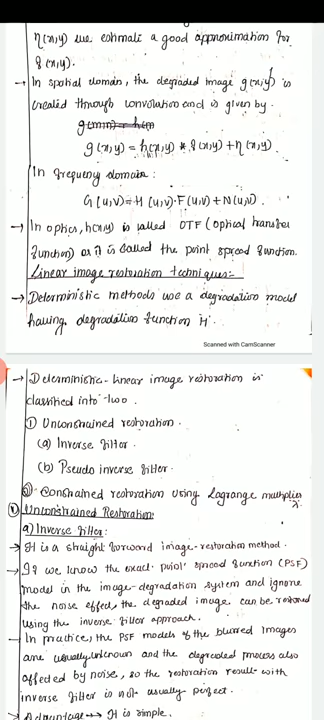 η(x,y) we estimate a good approximation for
f(x,y).
→ In spatial domain, the degraded image g(x,y) is
created through convolution and is given by.
g(x,y) = h(x,y) * f(x,y) + η(x,y).
In frequency domain:
G(u,v) = H(u,v)·F(u,v) + N(u,v).
→ In optics, h(x,y) is called OTF (optical transfer
function) or it is called the point spread function.
Linear image restoration techniques:-
→ Deterministic methods use a degradation model
having degradation function 'H'.
Scanned with CamScanner
→ Deterministic-linear image restoration is
classified into two.
① Unconstrained restoration.
(a) Inverse filter.
(b) Pseudo inverse filter.
② Constrained restoration using Lagrange multiplier
λ.
① Unconstrained Restoration:
a) Inverse filter:
→ It is a straight forward image-restoration method.
→ If we know the exact point spread function (PSF)
model in the image-degradation system and ignore
the noise effect, the degraded image can be restored
using the inverse filter approach.
→ In practice, the PSF models of the blurred images
are usually unknown and the degraded process also
affected by noise, so the restoration result with
inverse filter is not usually perfect.
Advantage → It is simple.